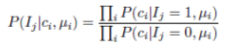 P(I_j|c_i, μ_i) = ∏_i P(c_i|I_j = 1, μ_i) / ∏_i P(c_i|I_j = 0, μ_i)